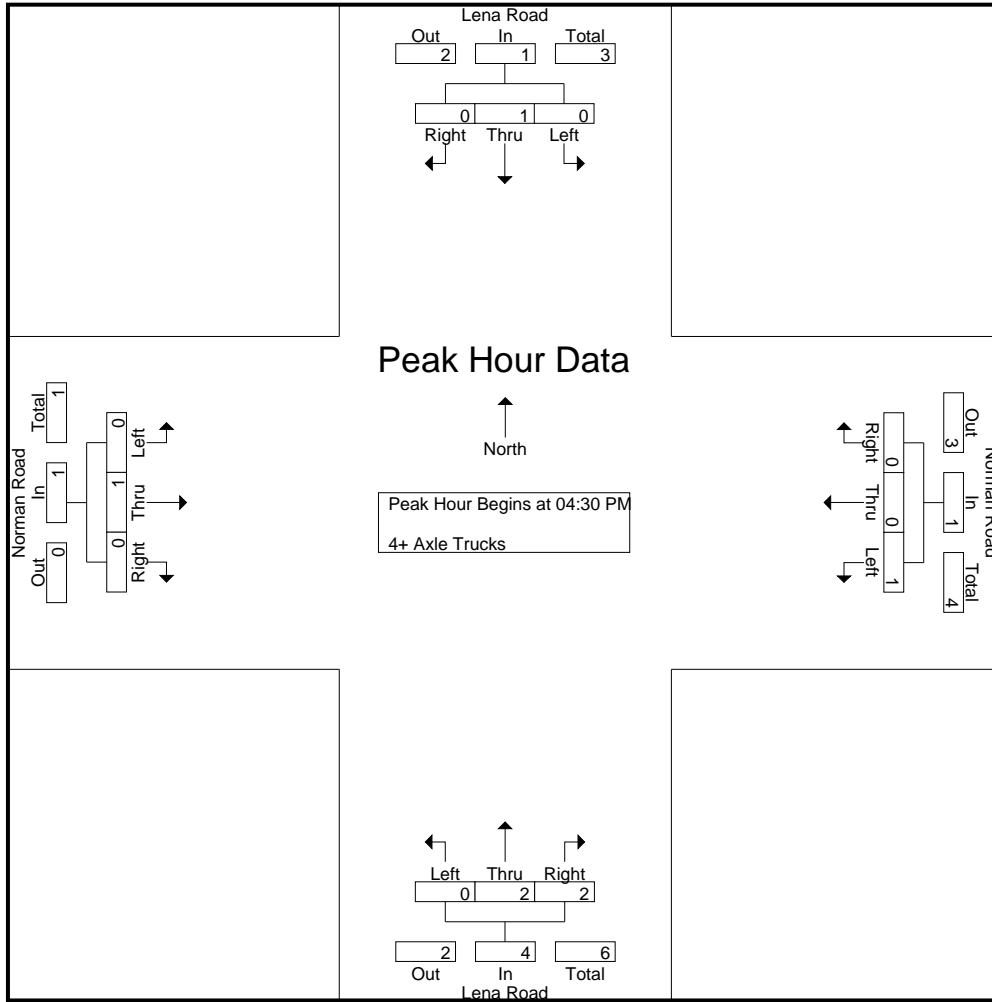 Lena Road
Out In Total
2 1 3
0 1 0
Right Thru Left
Peak Hour Data
North
Peak Hour Begins at 04:30 PM
4+ Axle Trucks
Norman Road
Total In Out
1 1 0
0 1 0
Left Thru Right
Norman Road
Out In Total
3 1 4
0 0 1
Right Thru Left
Left Thru Right
0 2 2
2 4 6
Out In Total
Lena Road